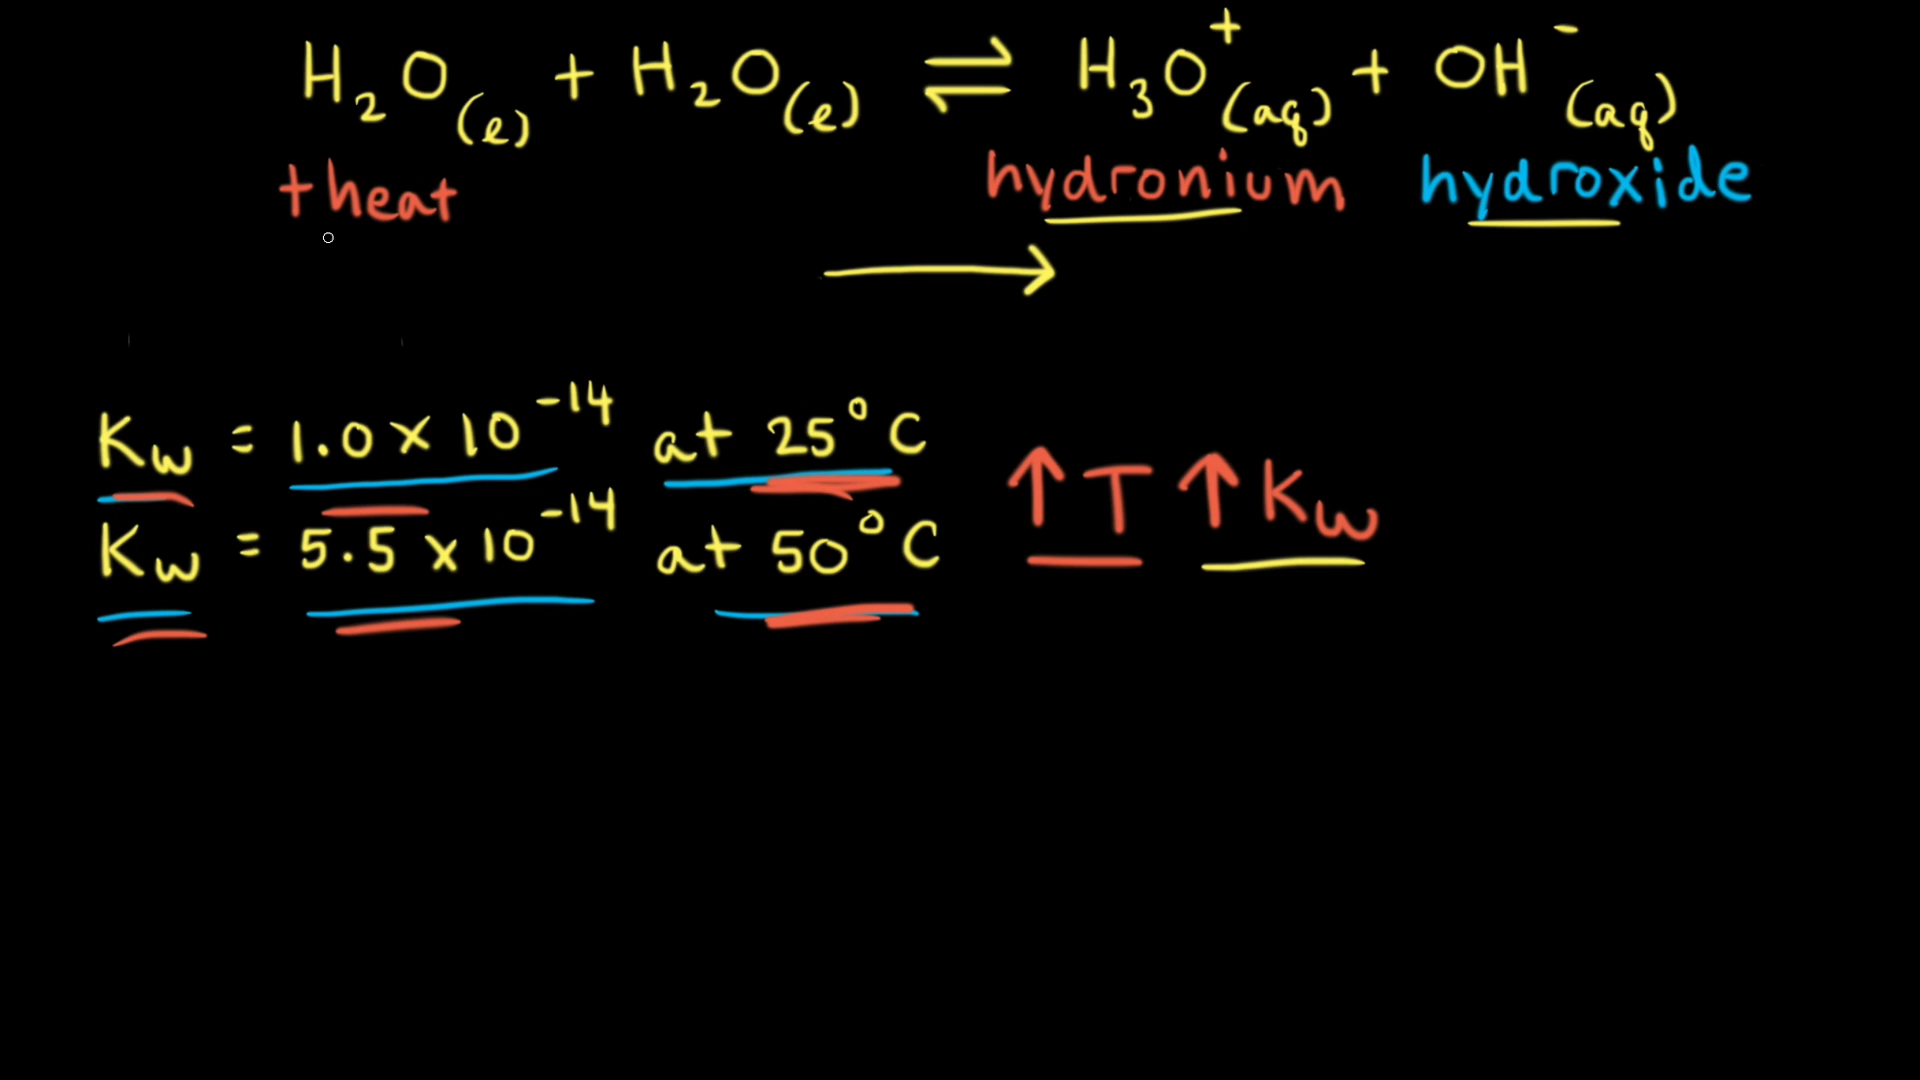 H₂O(l) + H₂O(l) ⇌ H₃O⁺(aq) + OH⁻(aq)
+ heat hydronium hydroxide
→
Kw = 1.0 x 10⁻¹⁴ at 25°C
↑T ↑Kw
Kw = 5.5 x 10⁻¹⁴ at 50°C